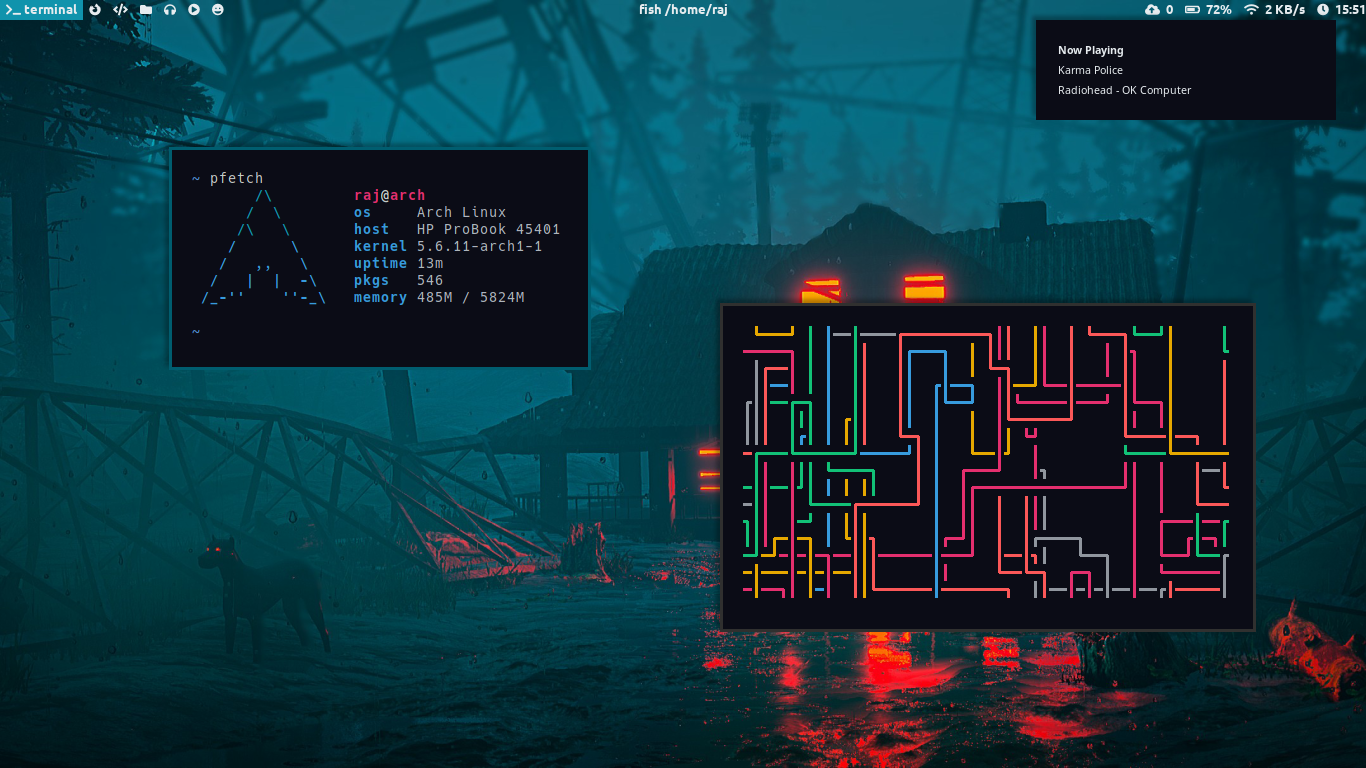 terminal
fish /home/raj
0 72% 2 KB/s 15:51
Now Playing
Karma Police
Radiohead - OK Computer
~ pfetch
raj@arch
os Arch Linux
host HP ProBook 45401
kernel 5.6.11-arch1-1
uptime 13m
pkgs 546
memory 485M / 5824M
~